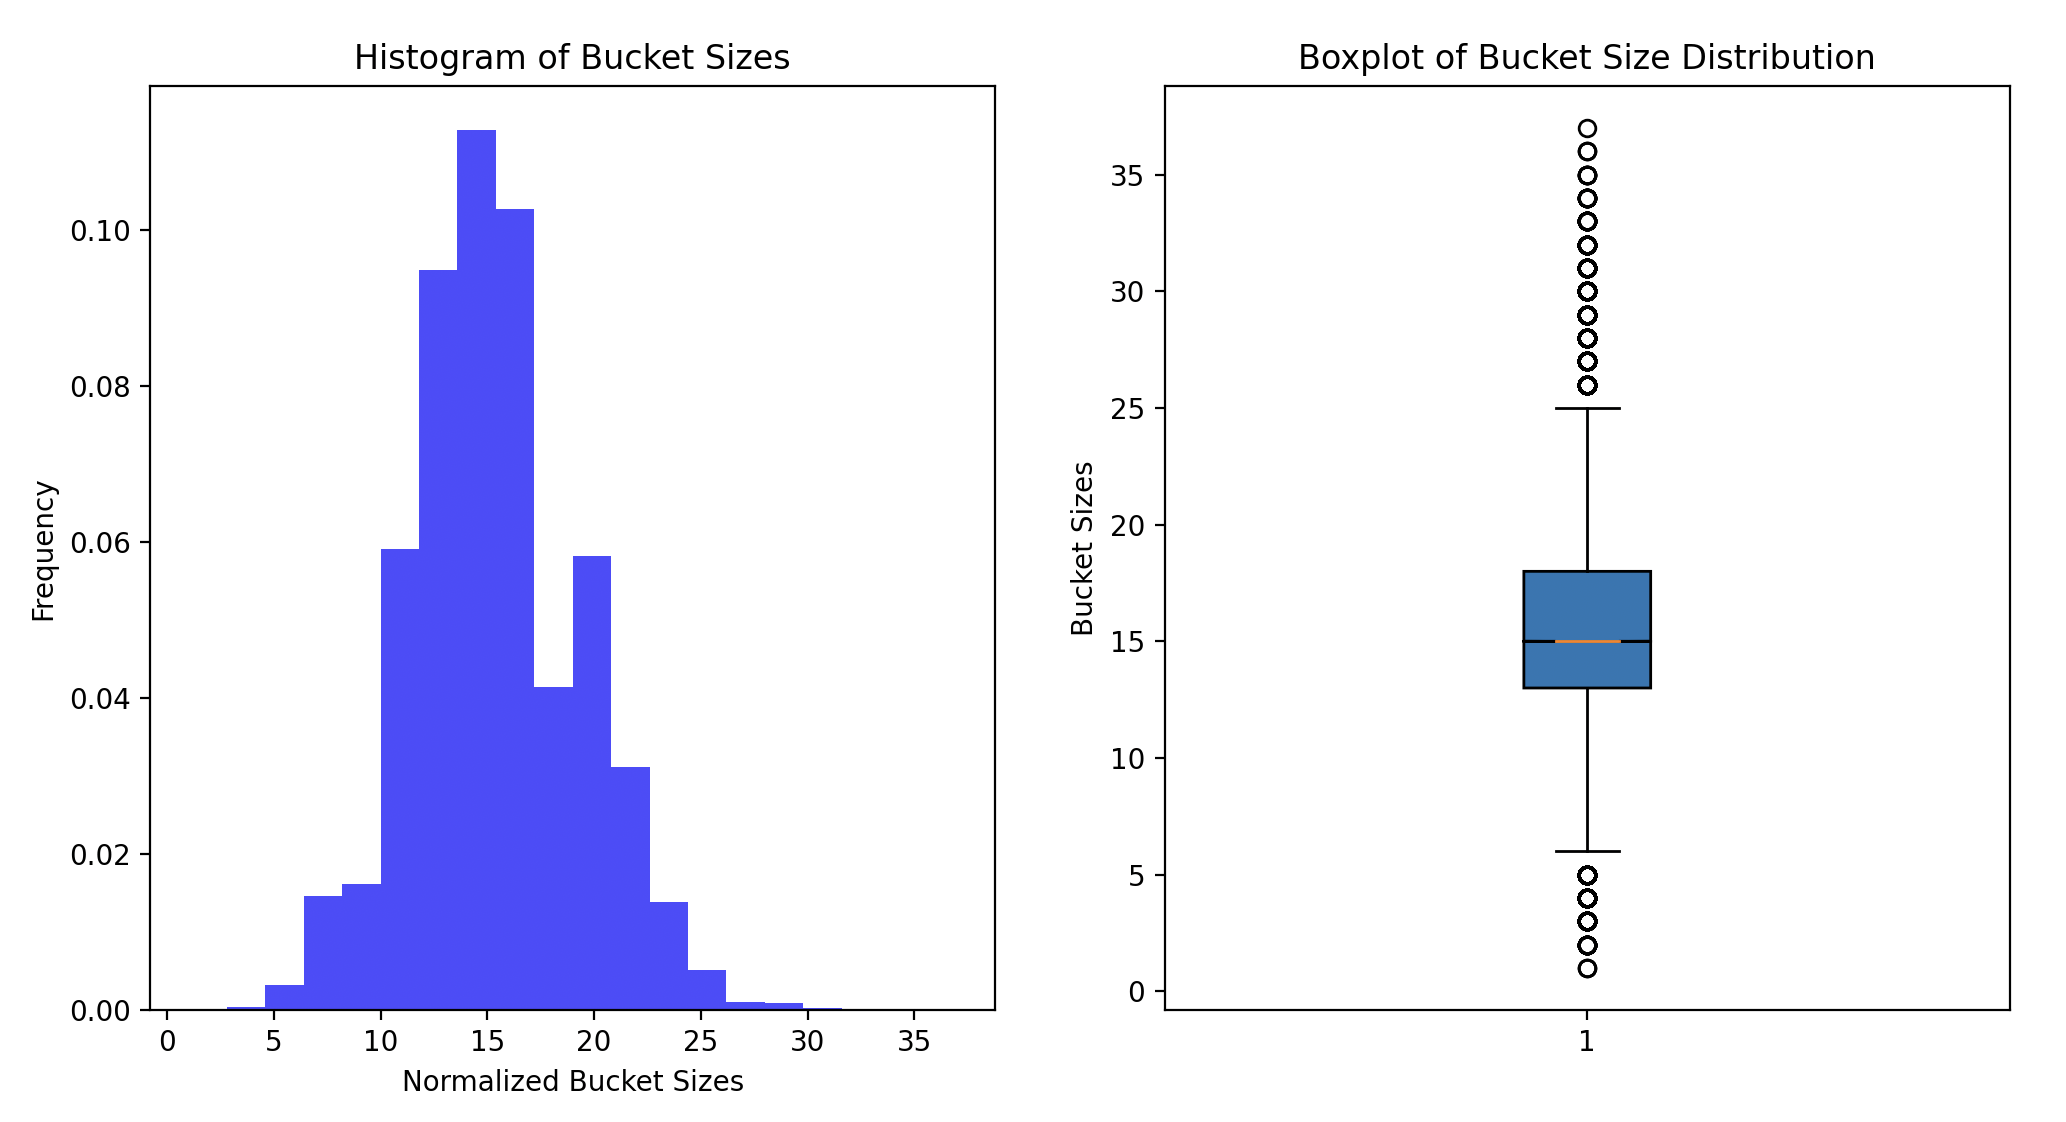 Histogram of Bucket Sizes
Frequency
0.10
0.08
0.06
0.04
0.02
0.00
0 5 10 15 20 25 30 35
Normalized Bucket Sizes
Boxplot of Bucket Size Distribution
Bucket Sizes
35
30
25
20
15
10
5
0
1